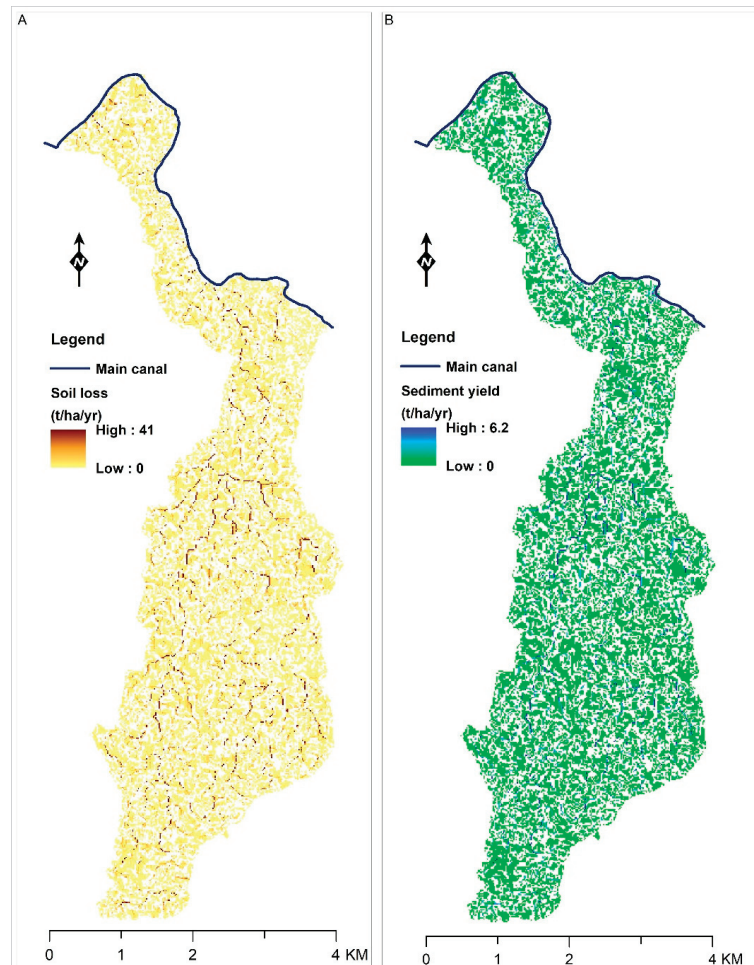 A
N
Legend
Main canal
Soil loss
(t/ha/yr)
High : 41
Low : 0
0 1 2 4 KM
B
N
Legend
Main canal
Sediment yield
(t/ha/yr)
High : 6.2
Low : 0
0 1 2 4 KM